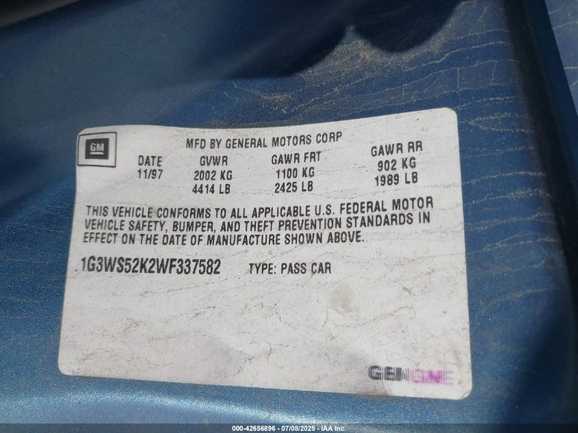 GM
MFD BY GENERAL MOTORS CORP
DATE GVWR GAWR FRT GAWR RR
11/97 2002 KG 1100 KG 902 KG
4414 LB 2425 LB 1989 LB
THIS VEHICLE CONFORMS TO ALL APPLICABLE U.S. FEDERAL MOTOR
VEHICLE SAFETY, BUMPER, AND THEFT PREVENTION STANDARDS IN
EFFECT ON THE DATE OF MANUFACTURE SHOWN ABOVE.
1G3WS52K2WF337582 TYPE: PASS CAR
000-42656896 - 07/08/2025 - IAA Inc.